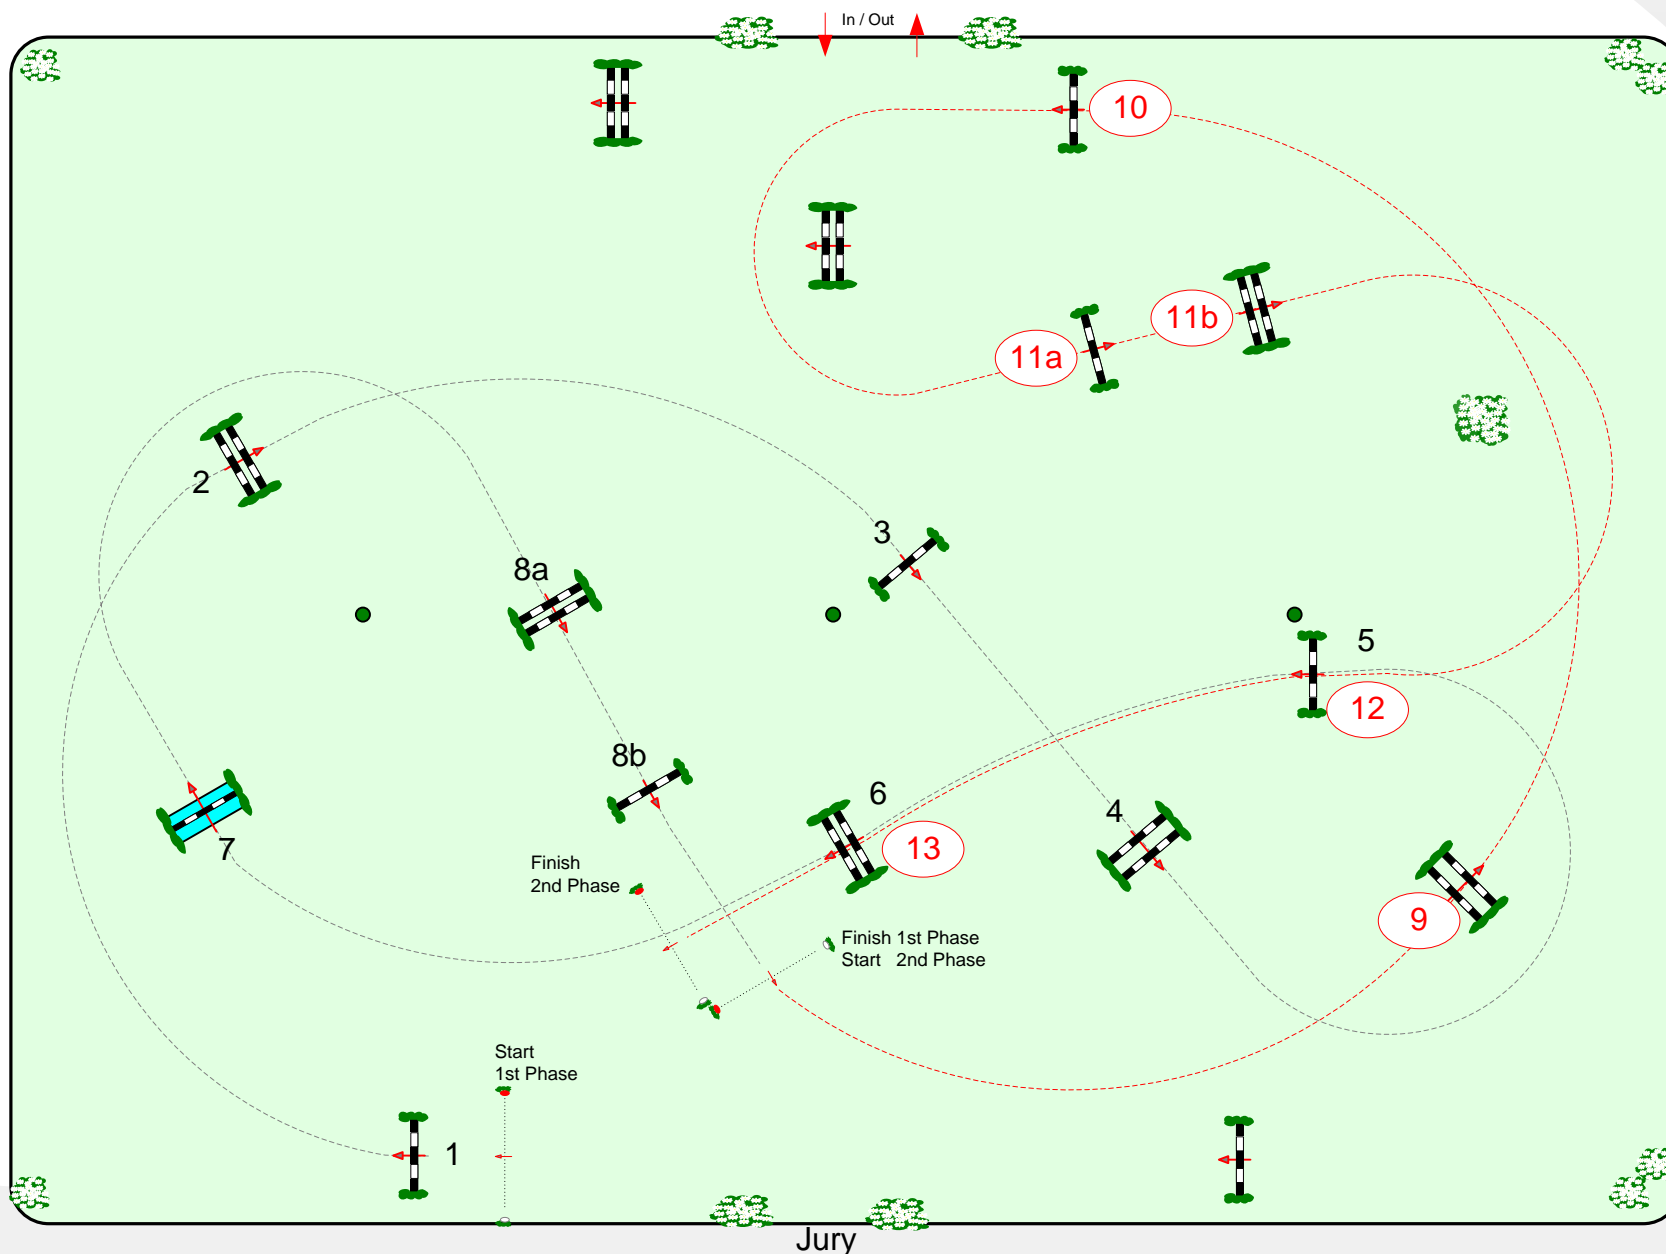 In / Out
10
11b
11a
2
3
8a
5
12
8b
6
4
13
7
Finish
2nd Phase
9
Finish 1st Phase
Start 2nd Phase
Start
1st Phase
1
Jury